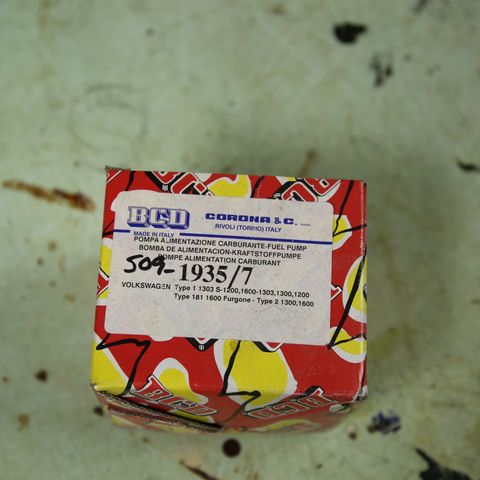 BCD CORONA & C. s.n.c.
RIVOLI (TORINO) ITALY
MADE IN ITALY
POMPA ALIMENTAZIONE CARBURANTE-FUEL PUMP
BOMBA DE ALIMENTACION-KRAFTSTOFFPUMPE
POMPE ALIMENTATION CARBURANT
509- 1935/7
VOLKSWAGEN Type 1 1303 S-1200,1600-1303,1300,1200
Type 181 1600 Furgone - Type 2 1300,1600
BCD
BCD